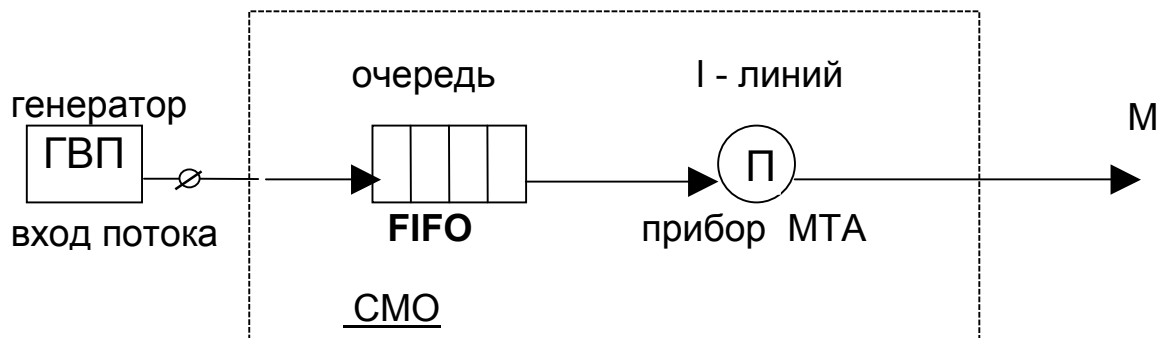 очередь
I - линий
генератор
М
ГВП
П
вход потока
FIFO
прибор МТА
СМО